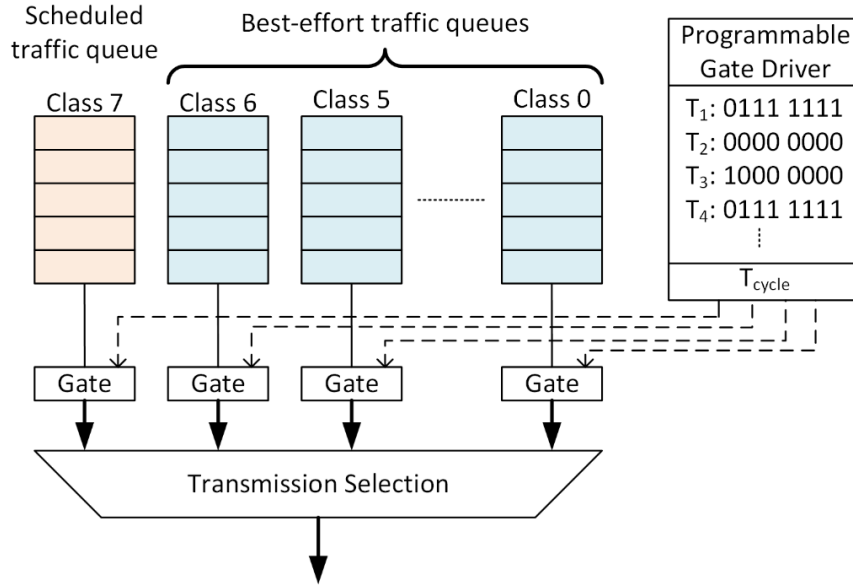 Scheduled
traffic queue
Best-effort traffic queues
Class 7
Class 6
Class 5
Class 0
Programmable
Gate Driver
T1: 0111 1111
T2: 0000 0000
T3: 1000 0000
T4: 0111 1111
Tcycle
Gate
Gate
Gate
Gate
Transmission Selection